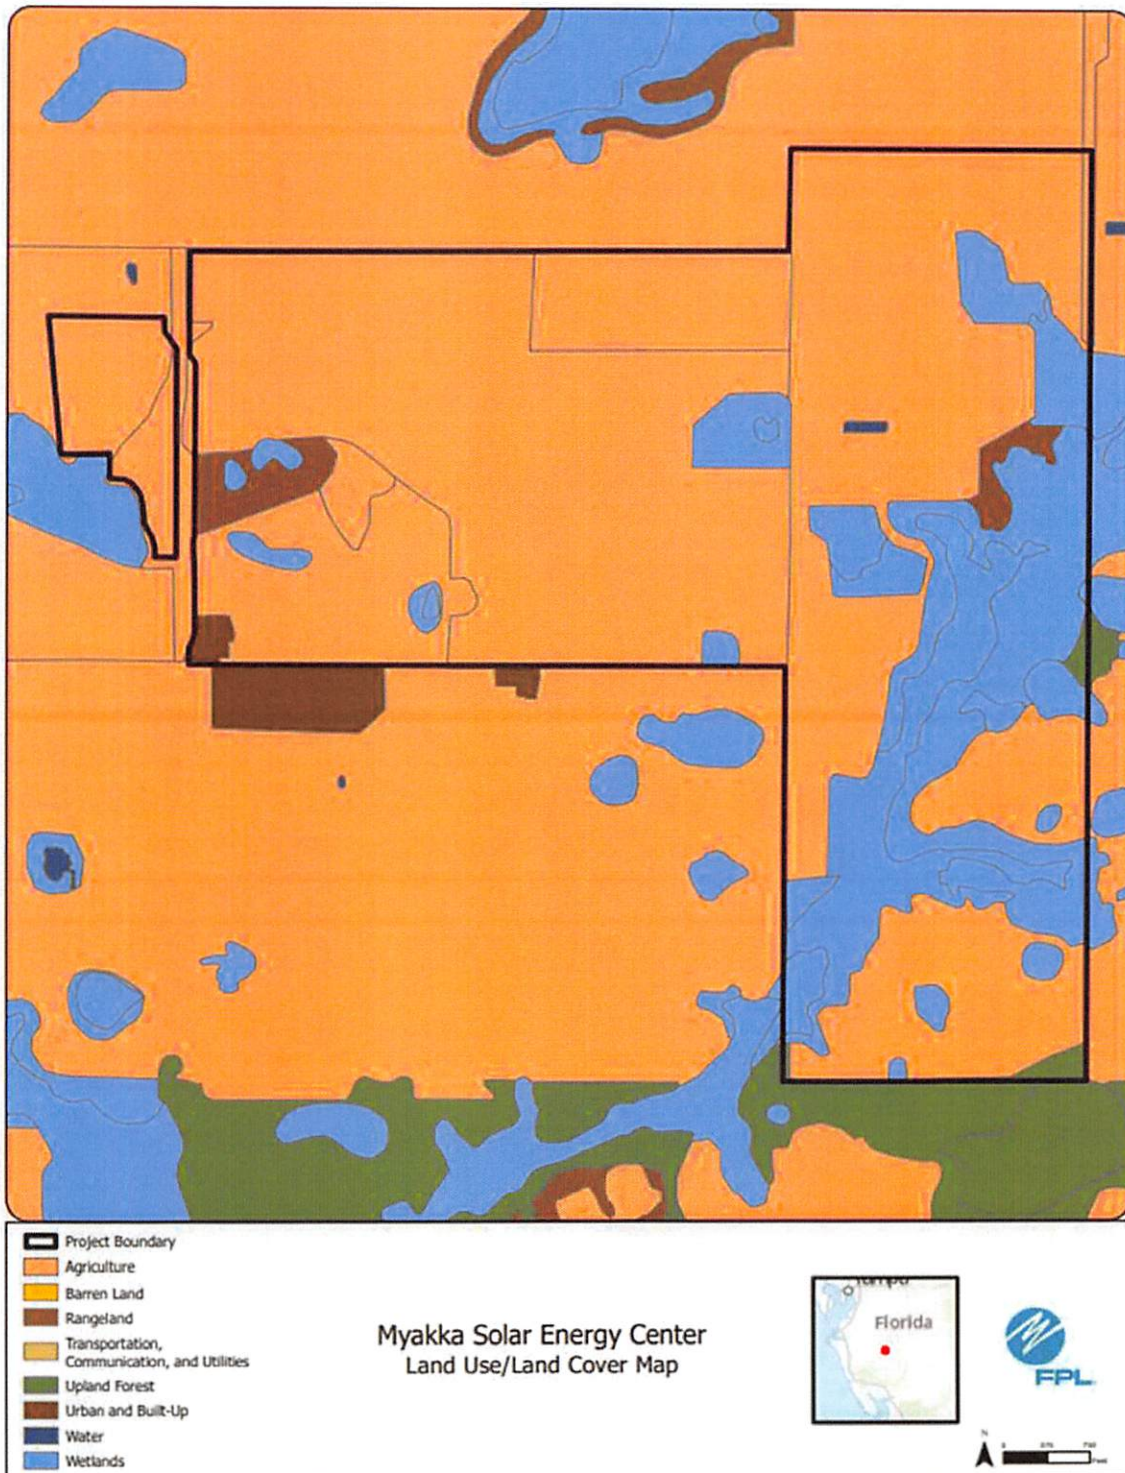 Project Boundary
Agriculture
Barren Land
Rangeland
Transportation,
Communication, and Utilities
Upland Forest
Urban and Built-Up
Water
Wetlands
Myakka Solar Energy Center
Land Use/Land Cover Map
Florida
FPL
N